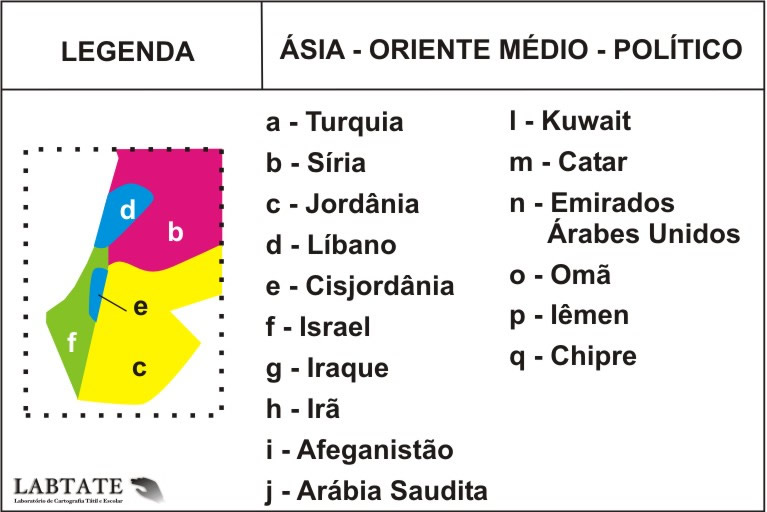 LEGENDA
ÁSIA - ORIENTE MÉDIO - POLÍTICO
d
b
e
f
c
a - Turquia
b - Síria
c - Jordânia
d - Líbano
e - Cisjordânia
f - Israel
g - Iraque
h - Irã
i - Afeganistão
j - Arábia Saudita
l - Kuwait
m - Catar
n - Emirados
Árabes Unidos
o - Omã
p - Iêmen
q - Chipre
LABTATE
Laboratório de Cartografia Tátil e Escolar